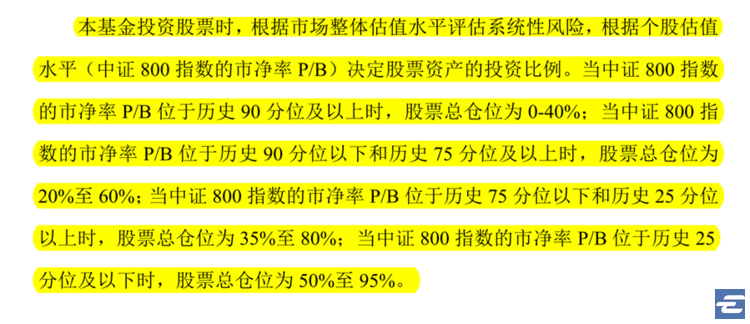 本基金投资股票时，根据市场整体估值水平评估系统性风险，根据个股估值
水平（中证 800 指数的市净率 P/B）决定股票资产的投资比例。当中证 800 指数
的市净率 P/B 位于历史 90 分位及以上时，股票总仓位为 0-40%；当中证 800 指
数的市净率 P/B 位于历史 90 分位以下和历史 75 分位及以上时，股票总仓位为
20%至 60%；当中证 800 指数的市净率 P/B 位于历史 75 分位以下和历史 25 分位
以上时，股票总仓位为 35%至 80%；当中证 800 指数的市净率 P/B 位于历史 25
分位及以下时，股票总仓位为 50%至 95%。